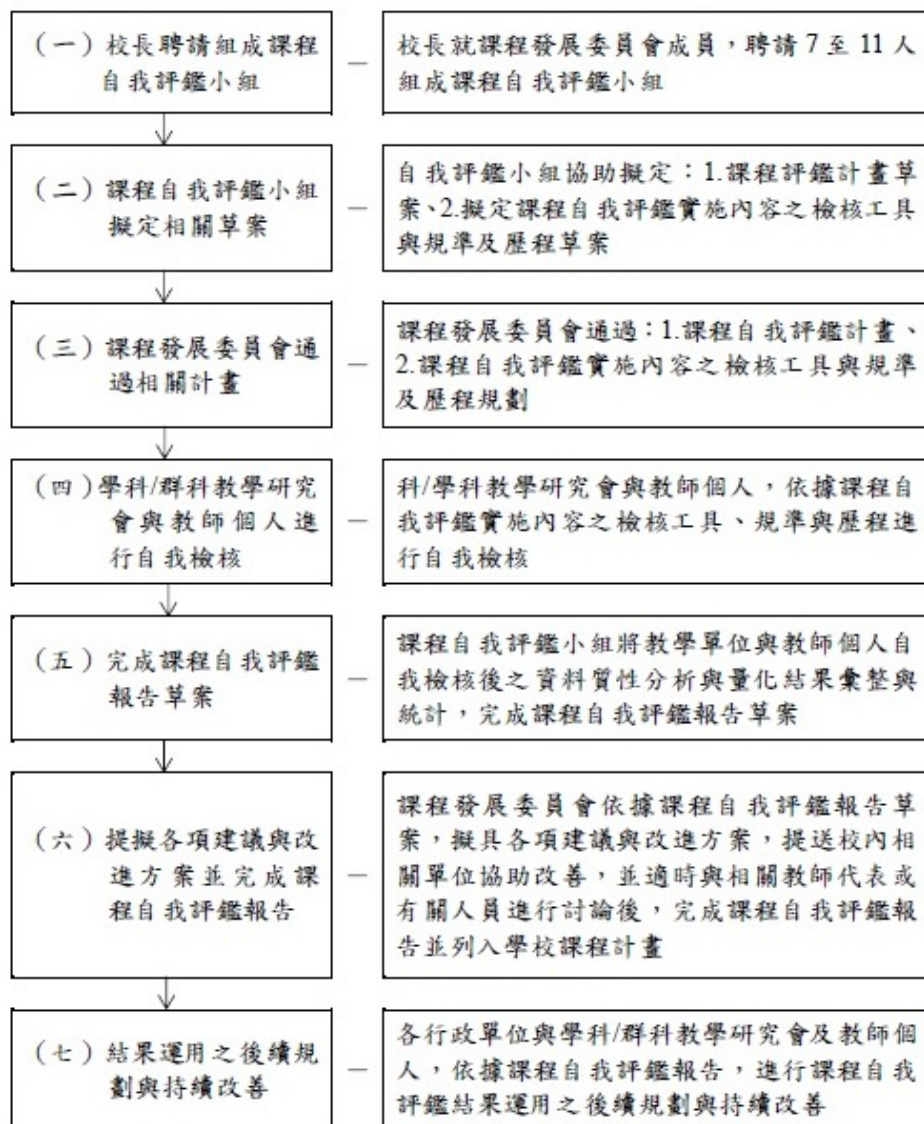 （一）校長聘請組成課程
自我評鑑小組
校長就課程發展委員會成員，聘請 7 至 11 人
組成課程自我評鑑小組
（二）課程自我評鑑小組
擬定相關草案
自我評鑑小組協助擬定：1.課程評鑑計畫草
案、2.擬定課程自我評鑑實施內容之檢核工具
與規準及歷程草案
（三）課程發展委員會通
過相關計畫
課程發展委員會通過：1.課程自我評鑑計畫、
2.課程自我評鑑實施內容之檢核工具與規準
及歷程規劃
（四）學科/群科教學研究
會與教師個人進
行自我檢核
科/學科教學研究會與教師個人，依據課程自
我評鑑實施內容之檢核工具、規準與歷程進
行自我檢核
（五）完成課程自我評鑑
報告草案
課程自我評鑑小組將教學單位與教師個人自
我檢核後之資料質性分析與量化結果彙整與
統計，完成課程自我評鑑報告草案
（六）提擬各項建議與改
進方案並完成課
程自我評鑑報告
課程發展委員會依據課程自我評鑑報告草
案，擬具各項建議與改進方案，提送校內相
關單位協助改善，並適時與相關教師代表或
有關人員進行討論後，完成課程自我評鑑報
告並列入學校課程計畫
（七）結果運用之後續規
劃與持續改善
各行政單位與學科/群科教學研究會及教師個
人，依據課程自我評鑑報告，進行課程自我
評鑑結果運用之後續規劃與持續改善